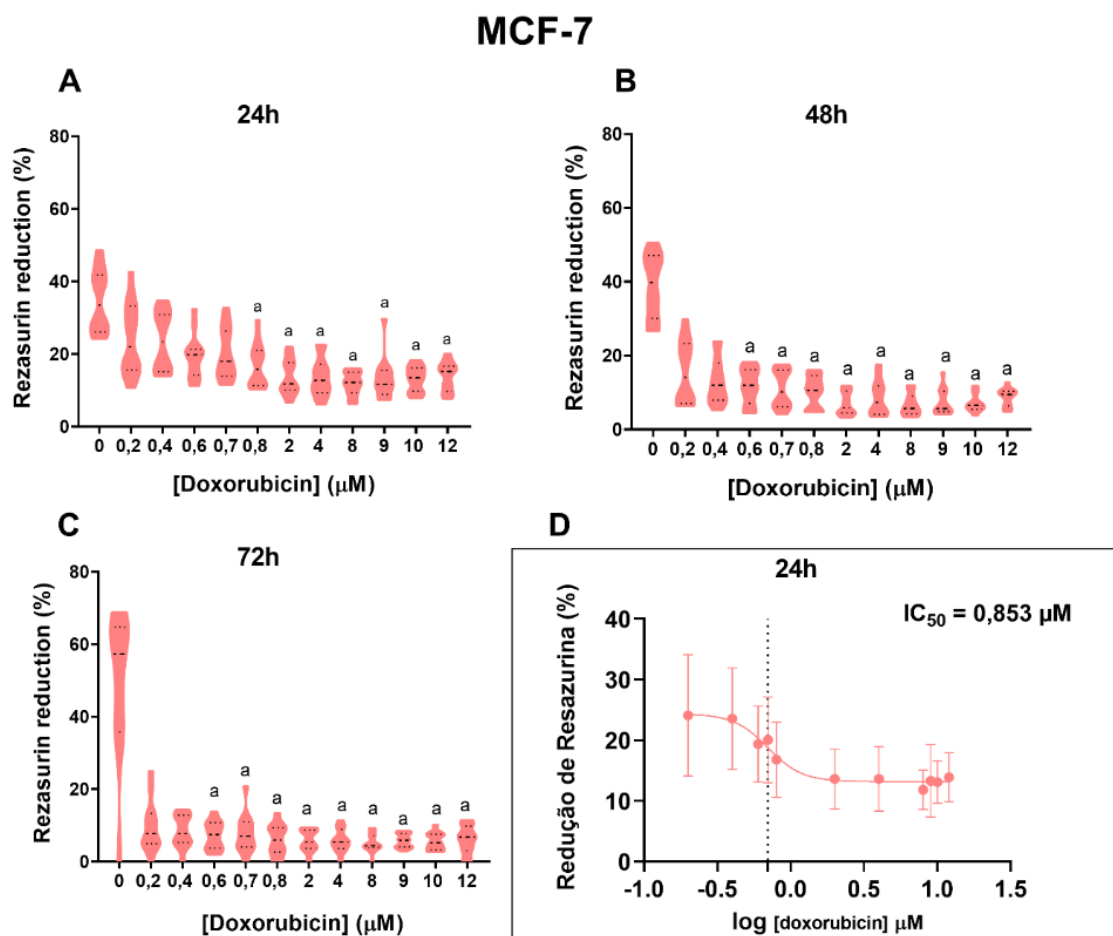 MCF-7
A
24h
Rezasurin reduction (%)
80
60
40
20
0
a
a
a
a
a
a
a
0
0,2
0,4
0,6
0,7
0,8
2
4
8
9
10
12
[Doxorubicin] (μM)
B
48h
Rezasurin reduction (%)
80
60
40
20
0
a
a
a
a
a
a
a
a
a
0
0,2
0,4
0,6
0,7
0,8
2
4
8
9
10
12
[Doxorubicin] (μM)
C
72h
Rezasurin reduction (%)
80
60
40
20
0
a
a
a
a
a
a
a
a
a
0
0,2
0,4
0,6
0,7
0,8
2
4
8
9
10
12
[Doxorubicin] (μM)
D
24h
IC50 = 0,853 μM
Redução de Resazurina (%)
40
30
20
10
0
-1.0
-0.5
0.0
0.5
1.0
1.5
log [doxorubicin] μM